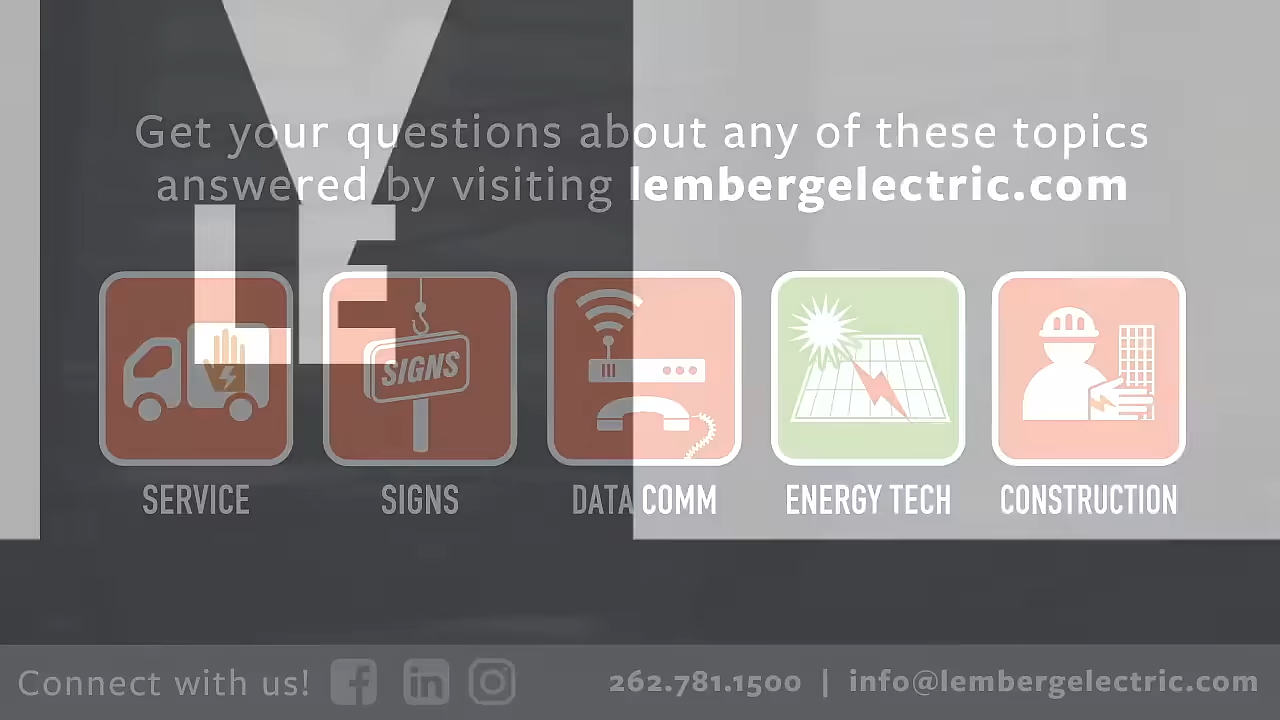 Get your questions about any of these topics
answered by visiting lembergelectric.com
LE
SIGNS
SERVICE
SIGNS
DATA COMM
ENERGY TECH
CONSTRUCTION
Connect with us!
262.781.1500 | info@lembergelectric.com